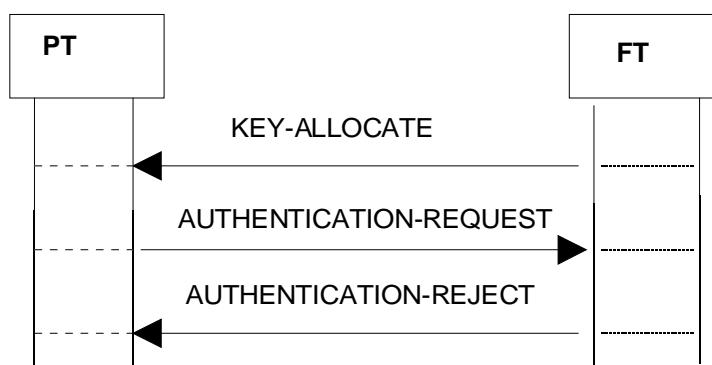 PT
FT
KEY-ALLOCATE
AUTHENTICATION-REQUEST
AUTHENTICATION-REJECT